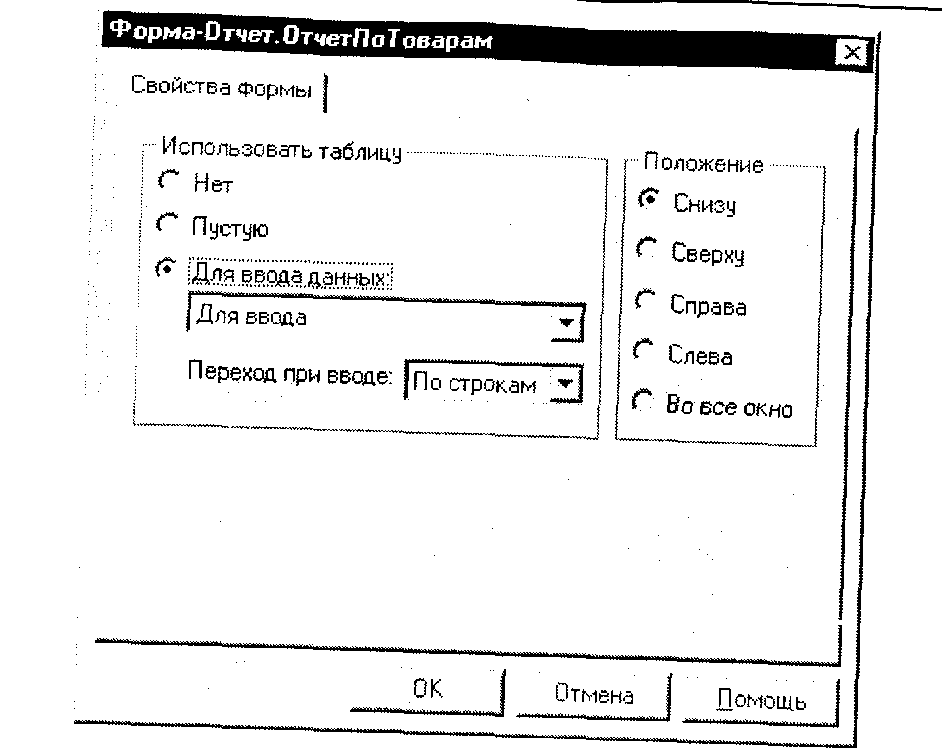 Форма-Отчет.ОтчетПоТоварам
Свойства формы
Использовать таблицу
Нет
Пустую
Для ввода данных:
Для ввода
Переход при вводе: По строкам
Положение
Снизу
Сверху
Справа
Слева
Во все окно
OK Отмена Помощь